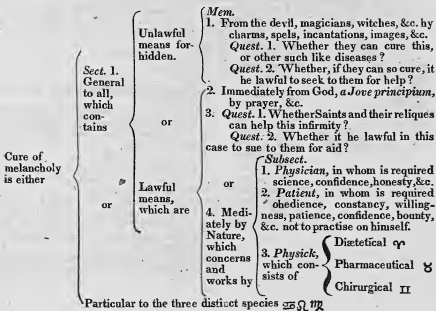 Cure of
melancholy
is either
Sect. 1.
General
to all,
which
con-
tains
or
Unlawful
means for-
bidden.
or
Lawful
means,
which are
Mem.
1. From the devil, magicians, witches, &c. by
charms, spels, incantations, images, &c.
Quest. 1. Whether they can cure this,
or other such like diseases?
Quest. 2. Whether, if they can so cure, it
be lawful to seek to them for help?
2. Immediately from God, a Jove principium,
by prayer, &c.
3. Quest. 1. Whether Saints and their reliques
can help this infirmity?
Quest. 2. Whether it be lawful in this
case to sue to them for aid?
or
4. Medi-
ately by
Nature,
which
concerns
and
works by
Subsect.
1. Physician, in whom is required
science, confidence, honesty, &c.
2. Patient, in whom is required
obedience, constancy, willing-
ness, patience, confidence, bounty,
&c. not to practise on himself.
3. Physick,
which con-
sists of
Diætetical ♈
Pharmaceutical ♉
Chirurgical ♊
Particular to the three distinct species ♋ ♌ ♍